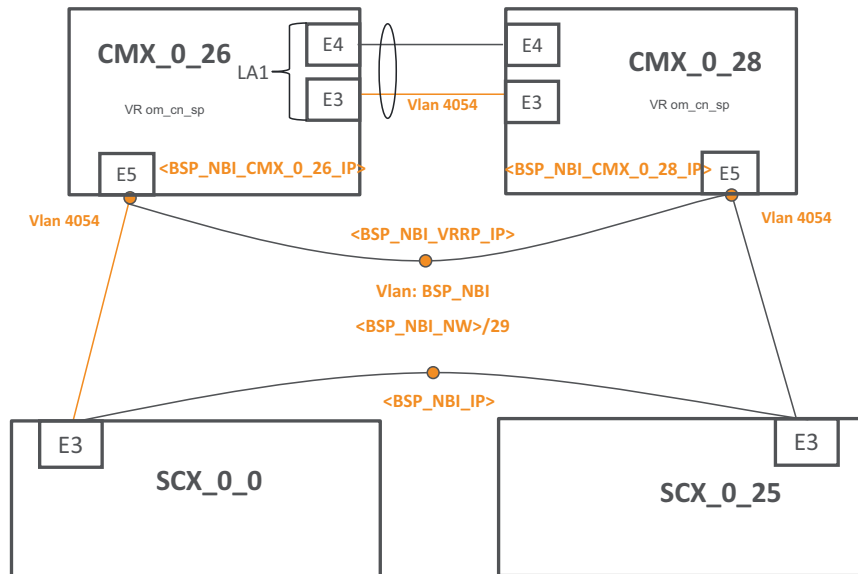 CMX_0_26
VR om_cn_sp
LA1
E4
E3
E5
<BSP_NBI_CMX_0_26_IP>
Vlan 4054
E4
E3
Vlan 4054
CMX_0_28
VR om_cn_sp
<BSP_NBI_CMX_0_28_IP>
E5
Vlan 4054
<BSP_NBI_VRRP_IP>
Vlan: BSP_NBI
<BSP_NBI_NW>/29
<BSP_NBI_IP>
E3
SCX_0_0
E3
SCX_0_25